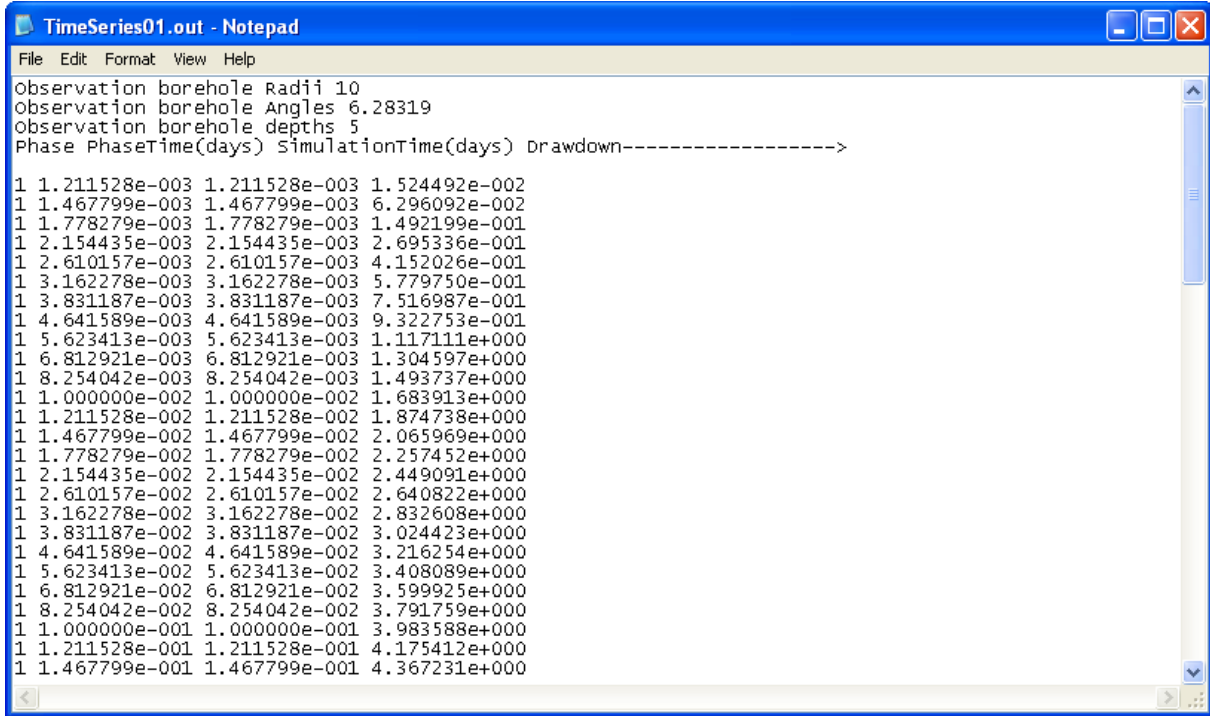 TimeSeries01.out - Notepad
File Edit Format View Help
Observation borehole Radii 10
Observation borehole Angles 6.28319
Observation borehole depths 5
Phase PhaseTime(days) SimulationTime(days) Drawdown------------------>
1 1.211528e-003 1.211528e-003 1.524492e-002
1 1.467799e-003 1.467799e-003 6.296092e-002
1 1.778279e-003 1.778279e-003 1.492199e-001
1 2.154435e-003 2.154435e-003 2.695336e-001
1 2.610157e-003 2.610157e-003 4.152026e-001
1 3.162278e-003 3.162278e-003 5.779750e-001
1 3.831187e-003 3.831187e-003 7.516987e-001
1 4.641589e-003 4.641589e-003 9.322753e-001
1 5.623413e-003 5.623413e-003 1.117111e+000
1 6.812921e-003 6.812921e-003 1.304597e+000
1 8.254042e-003 8.254042e-003 1.493737e+000
1 1.000000e-002 1.000000e-002 1.683913e+000
1 1.211528e-002 1.211528e-002 1.874738e+000
1 1.467799e-002 1.467799e-002 2.065969e+000
1 1.778279e-002 1.778279e-002 2.257452e+000
1 2.154435e-002 2.154435e-002 2.449091e+000
1 2.610157e-002 2.610157e-002 2.640822e+000
1 3.162278e-002 3.162278e-002 2.832608e+000
1 3.831187e-002 3.831187e-002 3.024423e+000
1 4.641589e-002 4.641589e-002 3.216254e+000
1 5.623413e-002 5.623413e-002 3.408089e+000
1 6.812921e-002 6.812921e-002 3.599925e+000
1 8.254042e-002 8.254042e-002 3.791759e+000
1 1.000000e-001 1.000000e-001 3.983588e+000
1 1.211528e-001 1.211528e-001 4.175412e+000
1 1.467799e-001 1.467799e-001 4.367231e+000